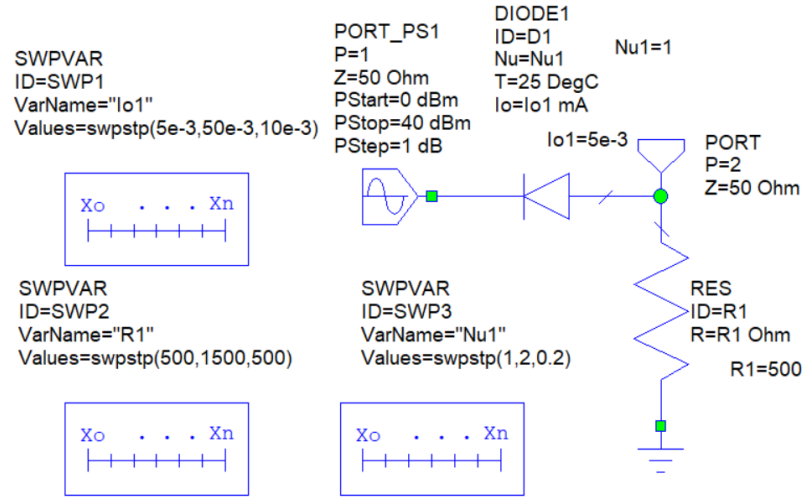 SWPVAR
ID=SWP1
VarName="Io1"
Values=swpstp(5e-3,50e-3,10e-3)
Xo . . . Xn
PORT_PS1
P=1
Z=50 Ohm
PStart=0 dBm
PStop=40 dBm
PStep=1 dB
DIODE1
ID=D1
Nu=Nu1
T=25 DegC
Io=Io1 mA
Nu1=1
Io1=5e-3
PORT
P=2
Z=50 Ohm
SWPVAR
ID=SWP2
VarName="R1"
Values=swpstp(500,1500,500)
Xo . . . Xn
SWPVAR
ID=SWP3
VarName="Nu1"
Values=swpstp(1,2,0.2)
Xo . . . Xn
RES
ID=R1
R=R1 Ohm
R1=500